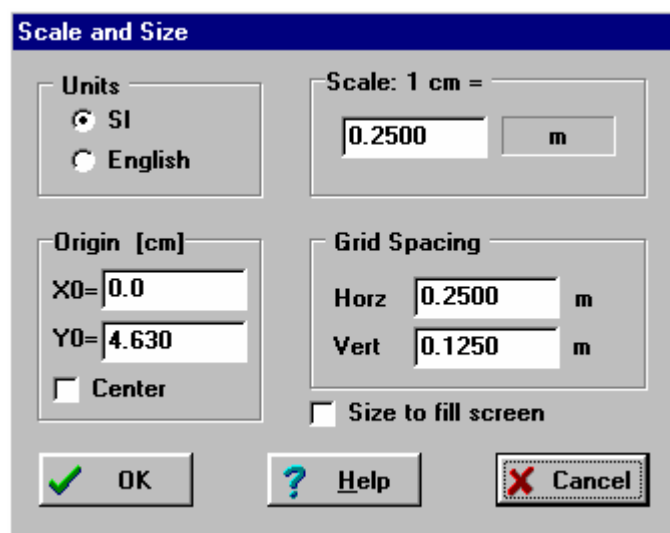 Scale and Size
Units
SI
English
Scale: 1 cm =
0.2500 m
Origin [cm]
X0= 0.0
Y0= 4.630
Center
Grid Spacing
Horz 0.2500 m
Vert 0.1250 m
Size to fill screen
OK
? Help
Cancel